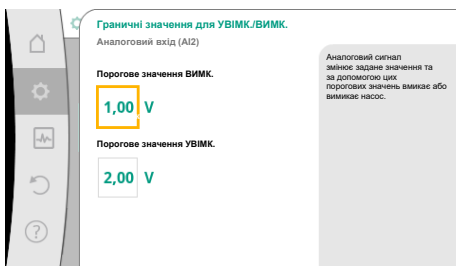 Граничні значення для УВІМК./ВИМК.
Аналоговий вхід (AI2)
Порогове значення ВИМК.
1,00 V
Порогове значення УВІМК.
2,00 V
Аналоговий сигнал
змінює задане значення та
за допомогою цих
порогових значень вмикає або
вимикає насос.
?